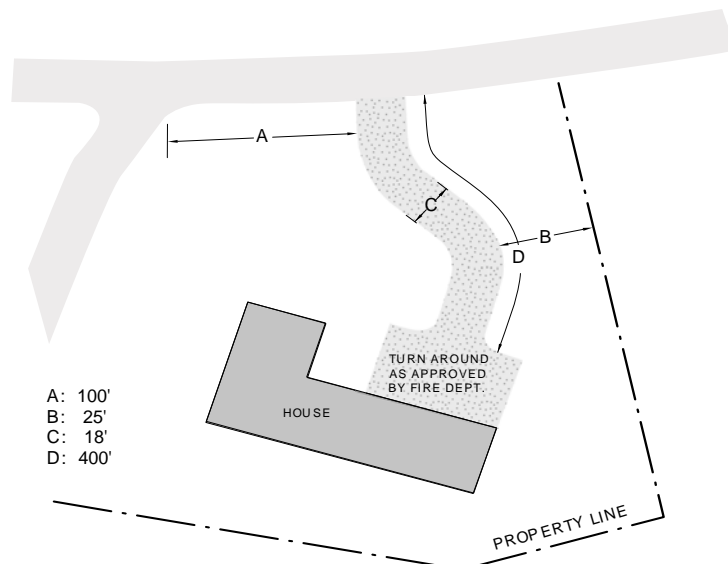 A
C
B
D
TURN AROUND
AS APPROVED
BY FIRE DEPT.
HOUSE
A: 100'
B: 25'
C: 18'
D: 400'
PROPERTY LINE